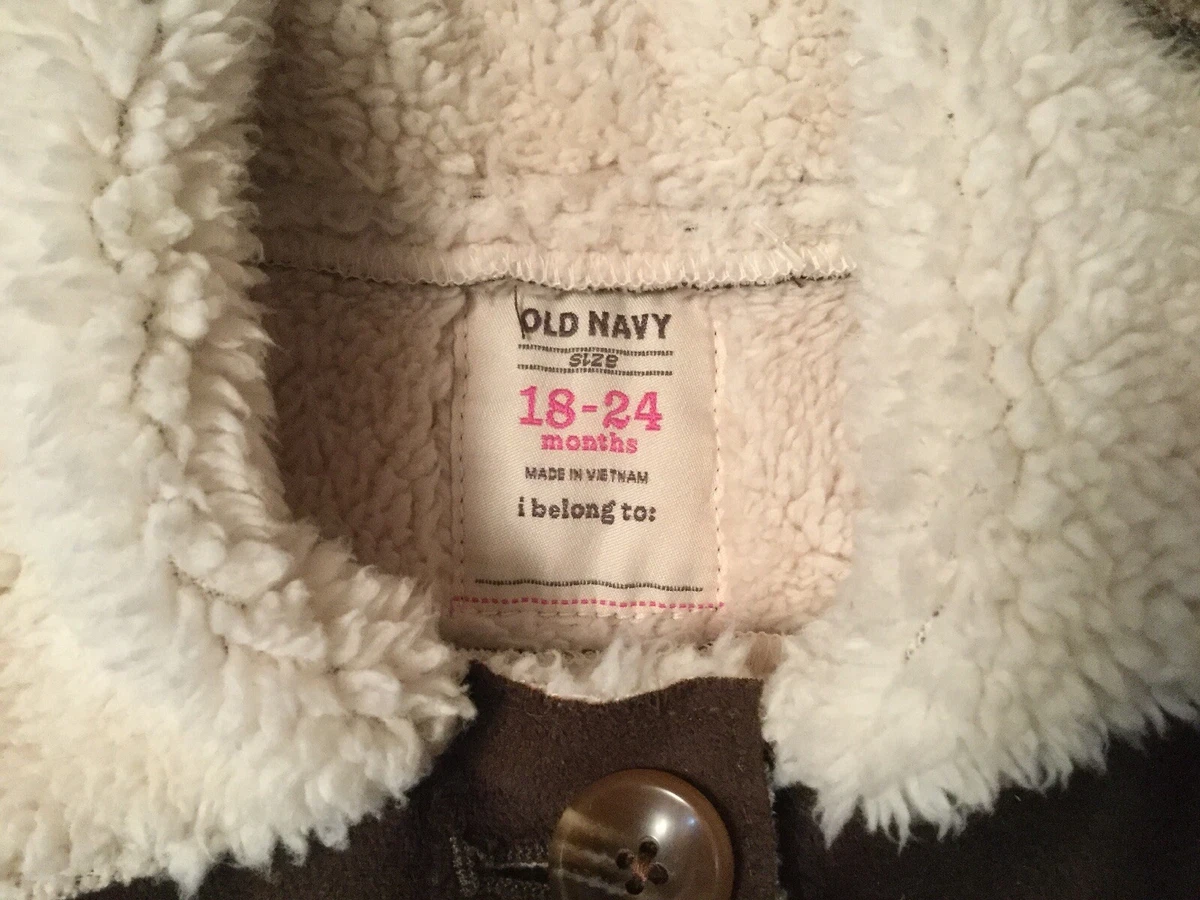 OLD NAVY
size
18-24
months
MADE IN VIETNAM
i belong to: